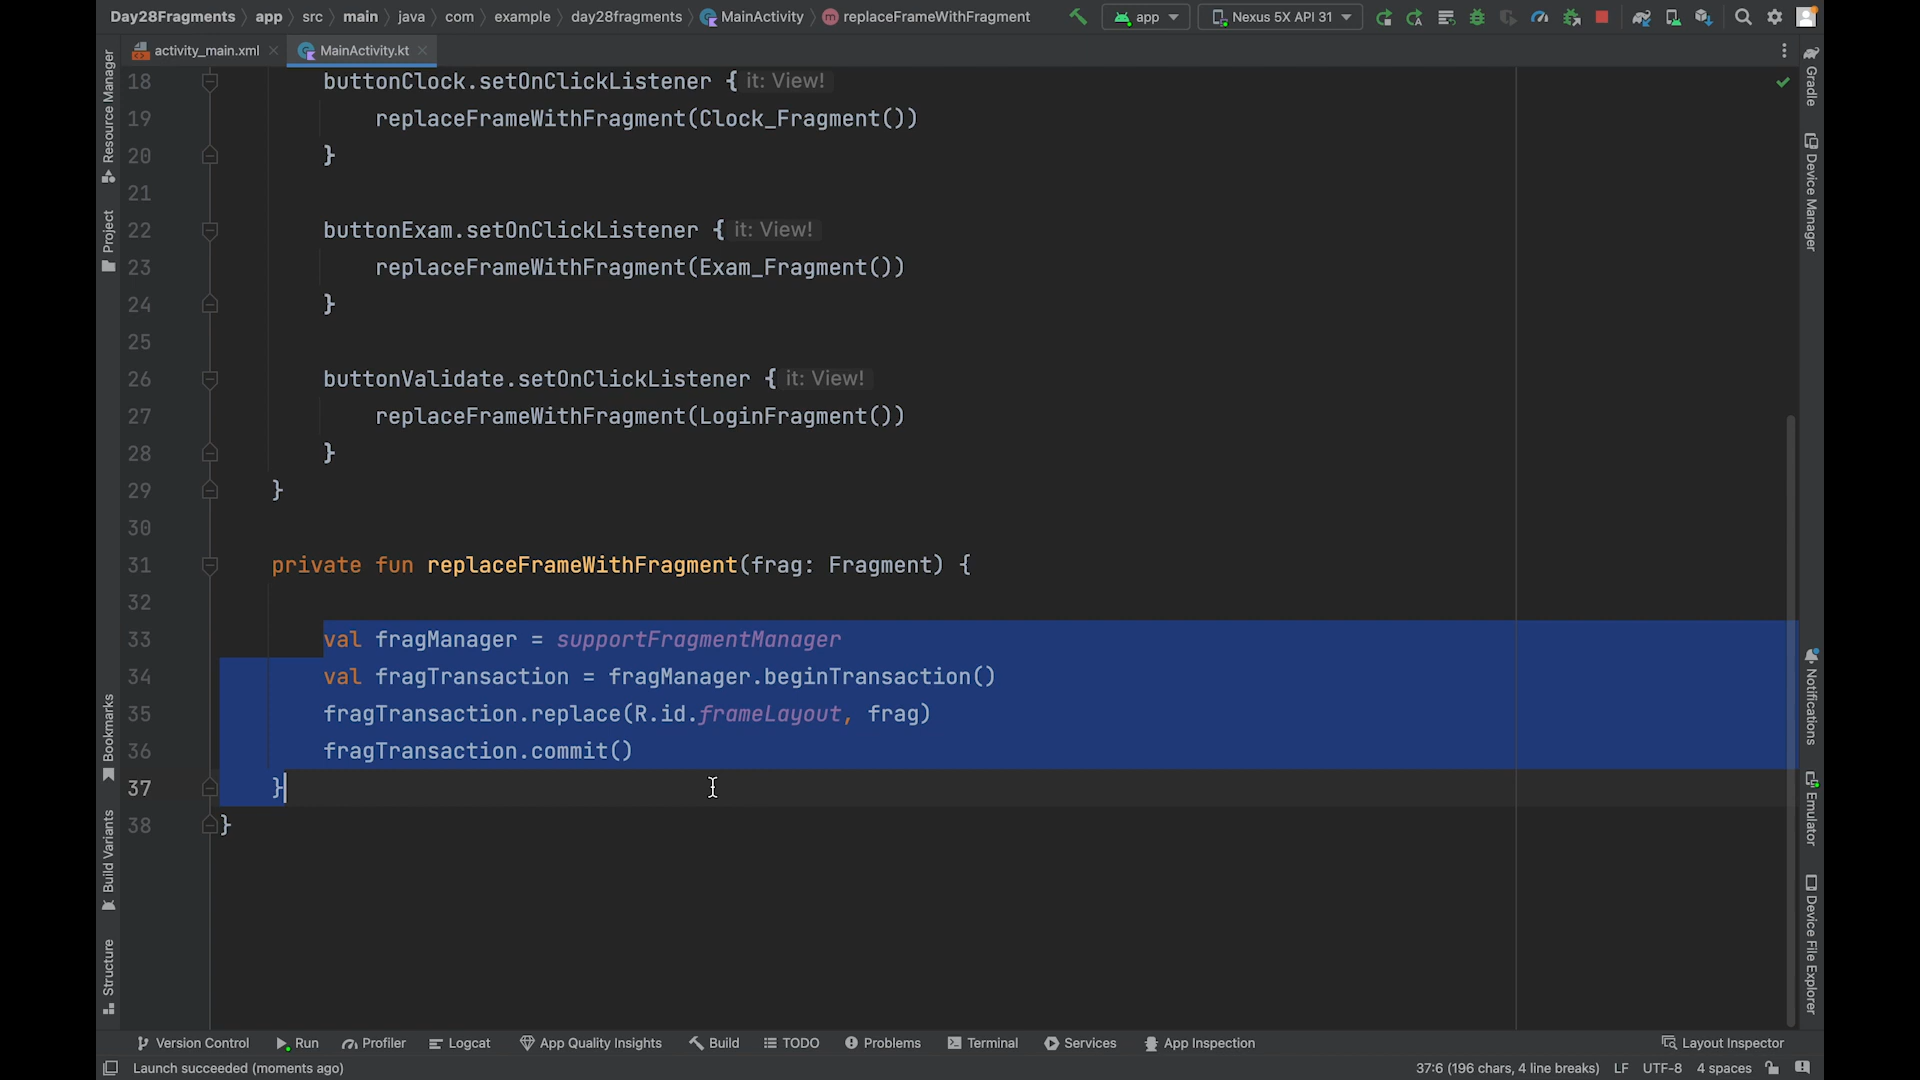 Day28Fragments app src main java com example day28fragments MainActivity replaceFrameWithFragment app Nexus 5X API 31
activity_main.xml MainActivity.kt
18 buttonClock.setOnClickListener { it: View!
19 replaceFrameWithFragment(Clock_Fragment())
20 }
21
22 buttonExam.setOnClickListener { it: View!
23 replaceFrameWithFragment(Exam_Fragment())
24 }
25
26 buttonValidate.setOnClickListener { it: View!
27 replaceFrameWithFragment(LoginFragment())
28 }
29 }
30
31 private fun replaceFrameWithFragment(frag: Fragment) {
32
33 val fragManager = supportFragmentManager
34 val fragTransaction = fragManager.beginTransaction()
35 fragTransaction.replace(R.id.frameLayout, frag)
36 fragTransaction.commit()
37 }
38 }
Resource Manager
Project
Bookmarks
Build Variants
Structure
Gradle
Device Manager
Notifications
Emulator
Device File Explorer
Version Control Run Profiler Logcat App Quality Insights Build TODO Problems Terminal Services App Inspection Layout Inspector
Launch succeeded (moments ago) 37:6 (196 chars, 4 line breaks) LF UTF-8 4 spaces